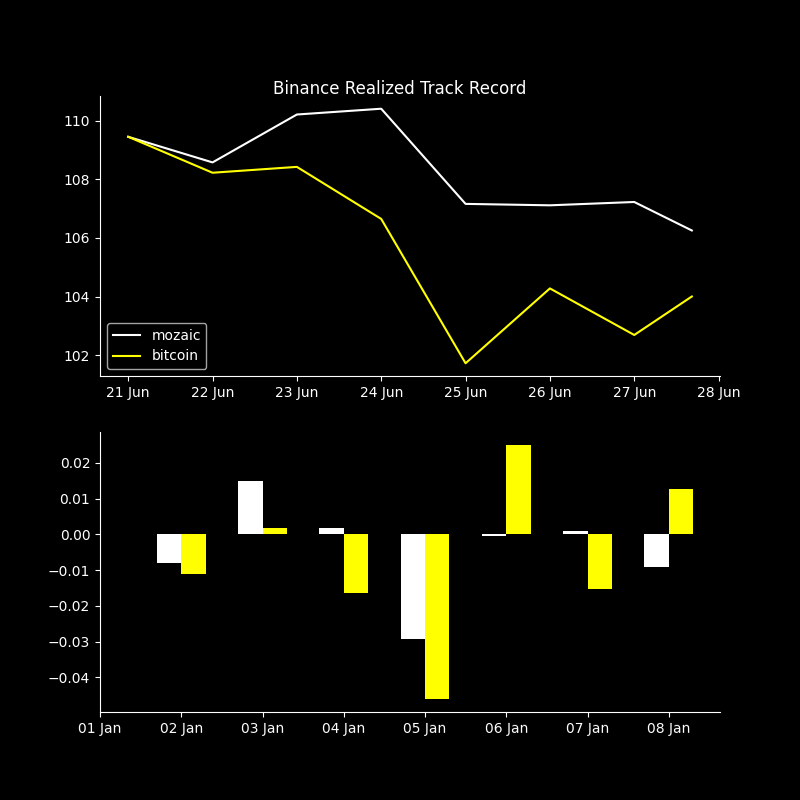 Binance Realized Track Record
110
108
106
104
102
mozaic
bitcoin
21 Jun 22 Jun 23 Jun 24 Jun 25 Jun 26 Jun 27 Jun 28 Jun
0.02
0.01
0.00
−0.01
−0.02
−0.03
−0.04
01 Jan 02 Jan 03 Jan 04 Jan 05 Jan 06 Jan 07 Jan 08 Jan